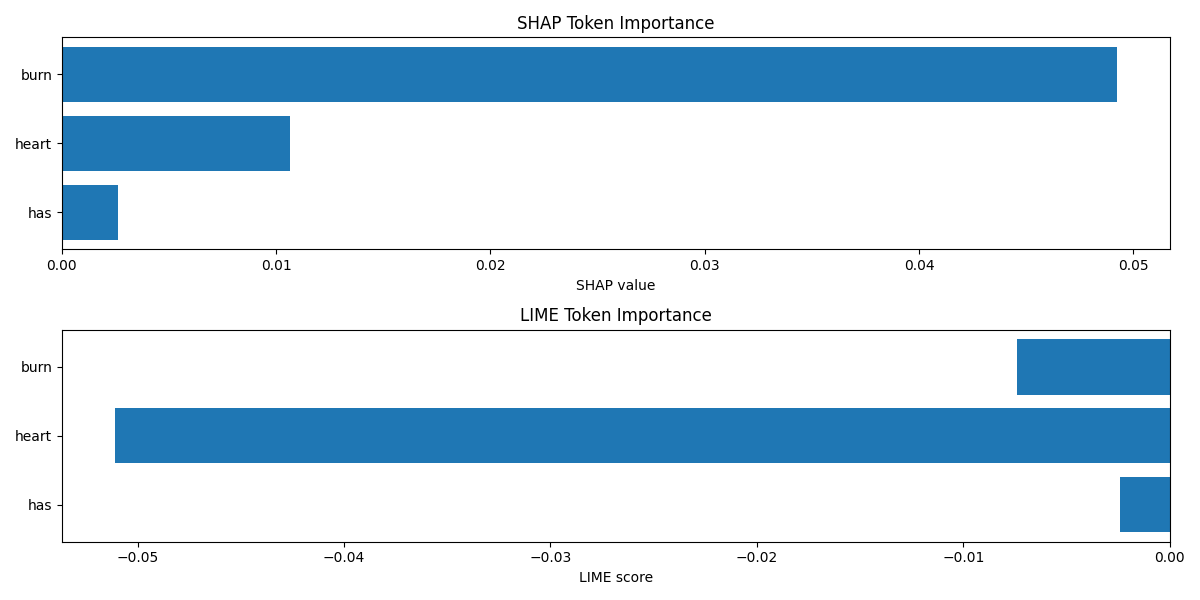 SHAP Token Importance
burn
heart
has
0.00 0.01 0.02 0.03 0.04 0.05
SHAP value
LIME Token Importance
burn
heart
has
−0.05 −0.04 −0.03 −0.02 −0.01 0.00
LIME score